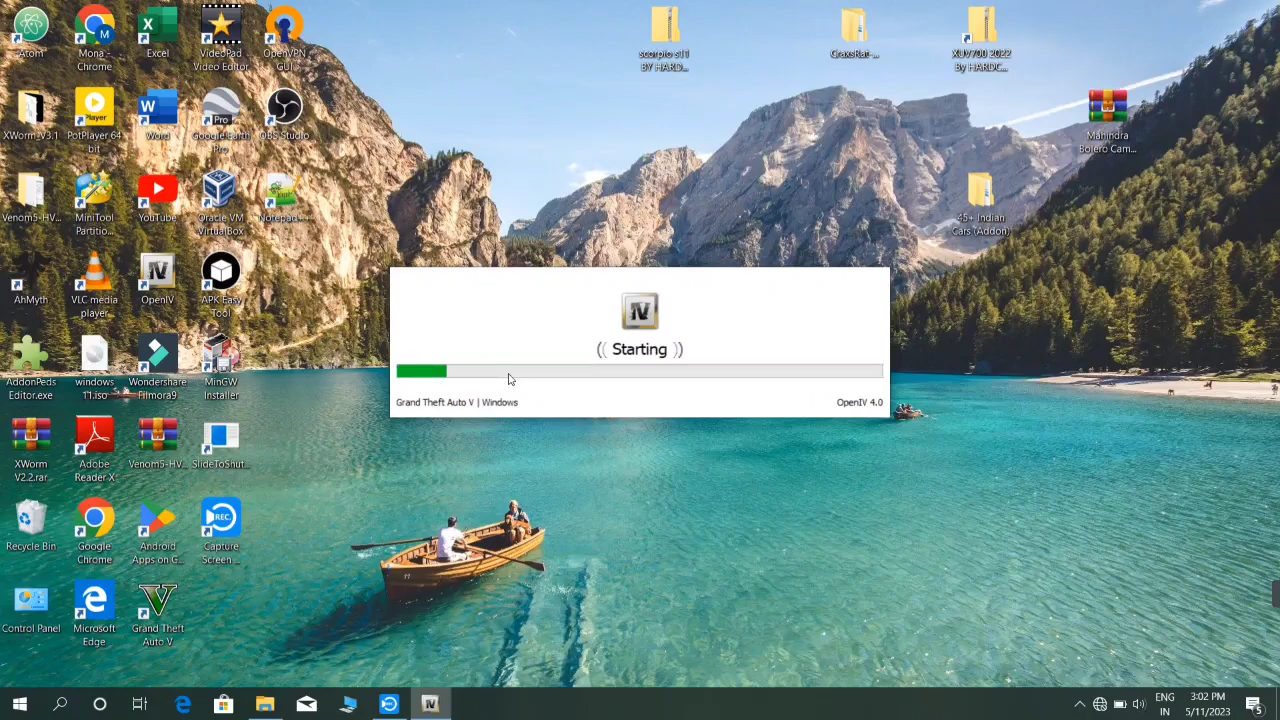 Atom
Mona -
Chrome
Excel
VideoPad
Video Editor
OpenVPN
GUI
scorpio s11
BY HARD...
CraxsRat-...
XUV700 2022
By HARDC...
XWorm-V3.1
PotPlayer 64
bit
Word
Google Earth
Pro
OBS Studio
Mahindra
Bolero Cam...
Venom5-HV...
MiniTool
Partitio...
YouTube
Oracle VM
VirtualBox
Notepad++
45+ Indian
Cars (Addon)
AhMyth
VLC media
player
OpenIV
APK Easy
Tool
(( Starting ))
Grand Theft Auto V | Windows
OpenIV 4.0
AddonPeds
Editor.exe
windows
11.iso
Wondershare
Filmora9
MinGW
Installer
XWorm
V2.2.rar
Adobe
Reader X
Venom5-HV...
SlideToShut...
Recycle Bin
Google
Chrome
Android
Apps on G...
REC
Capture
Screen ...
Control Panel
Microsoft
Edge
Grand Theft
Auto V
ENG
IN
3:02 PM
5/11/2023
5